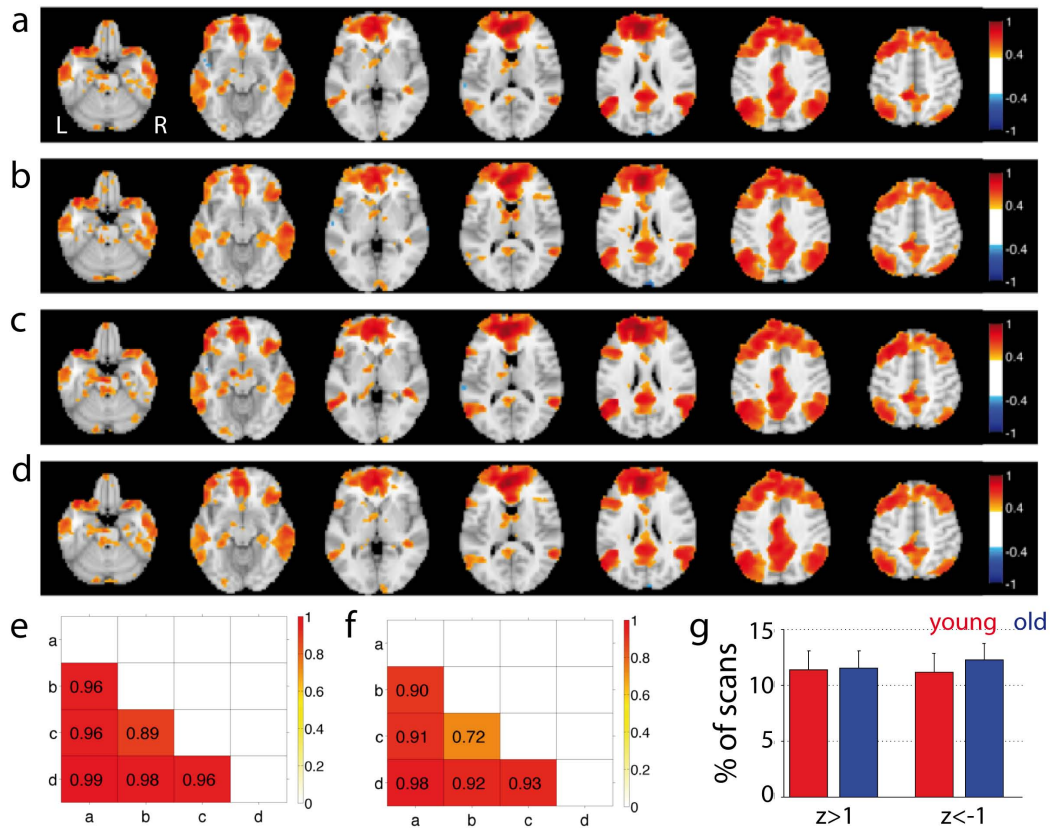 a
L R
1
0.4
-0.4
-1
b
1
0.4
-0.4
-1
c
1
0.4
-0.4
-1
d
1
0.4
-0.4
-1
e
a
b 0.96
c 0.96 0.89
d 0.99 0.98 0.96
a b c d
1
0.8
0.6
0.4
0.2
0
f
a
b 0.90
c 0.91 0.72
d 0.98 0.92 0.93
a b c d
1
0.8
0.6
0.4
0.2
0
g
young old
% of scans
15
10
5
0
z>1 z<-1